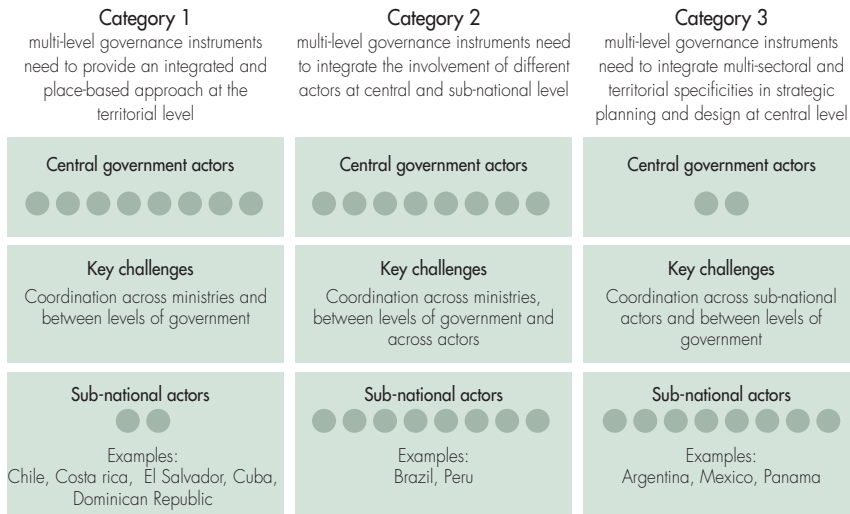 Category 1
multi-level governance instruments
need to provide an integrated and
place-based approach at the
territorial level
Category 2
multi-level governance instruments need
to integrate the involvement of different
actors at central and sub-national level
Category 3
multi-level governance instruments
need to integrate multi-sectoral and
territorial specificities in strategic
planning and design at central level
Central government actors
Central government actors
Central government actors
Key challenges
Coordination across ministries and
between levels of government
Key challenges
Coordination across ministries,
between levels of government and
across actors
Key challenges
Coordination across sub-national
actors and between levels of
government
Sub-national actors
Examples:
Chile, Costa rica, El Salvador, Cuba,
Dominican Republic
Sub-national actors
Examples:
Brazil, Peru
Sub-national actors
Examples:
Argentina, Mexico, Panama